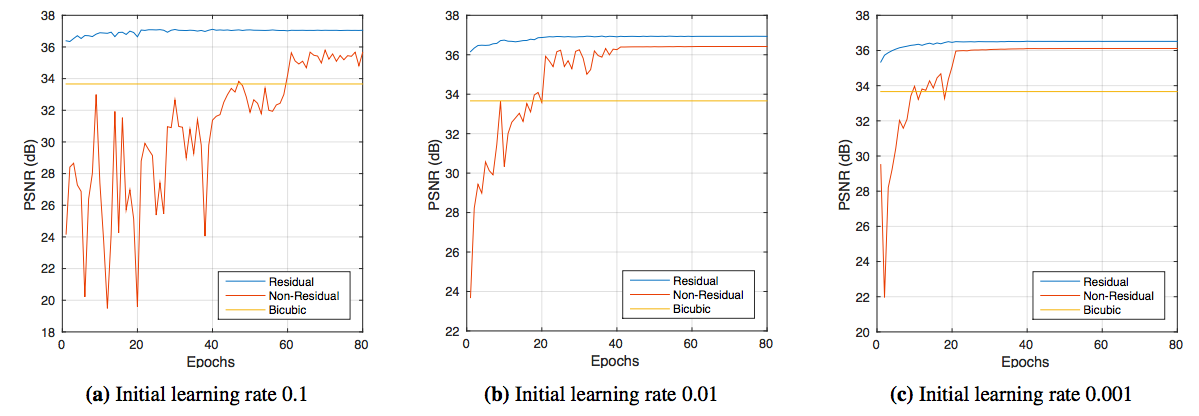 38
36
34
32
30
28
26
24
22
20
18
PSNR (dB)
0 20 40 60 80
Epochs
Residual
Non-Residual
Bicubic
(a) Initial learning rate 0.1
38
36
34
32
30
28
26
24
22
PSNR (dB)
0 20 40 60 80
Epochs
Residual
Non-Residual
Bicubic
(b) Initial learning rate 0.01
38
36
34
32
30
28
26
24
22
20
PSNR (dB)
0 20 40 60 80
Epochs
Residual
Non-Residual
Bicubic
(c) Initial learning rate 0.001